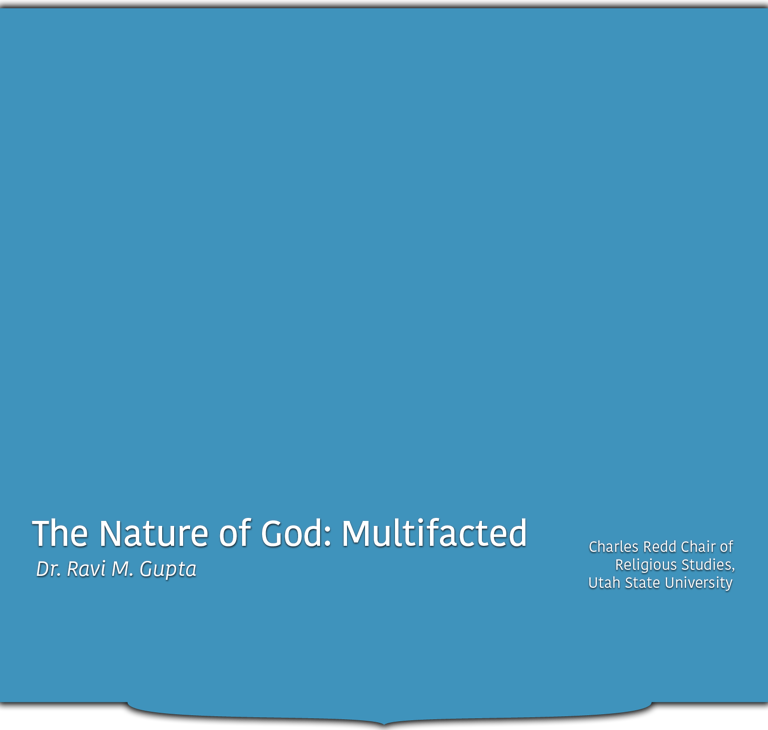 The Nature of God: Multifacted
Dr. Ravi M. Gupta
Charles Redd Chair of
Religious Studies,
Utah State University